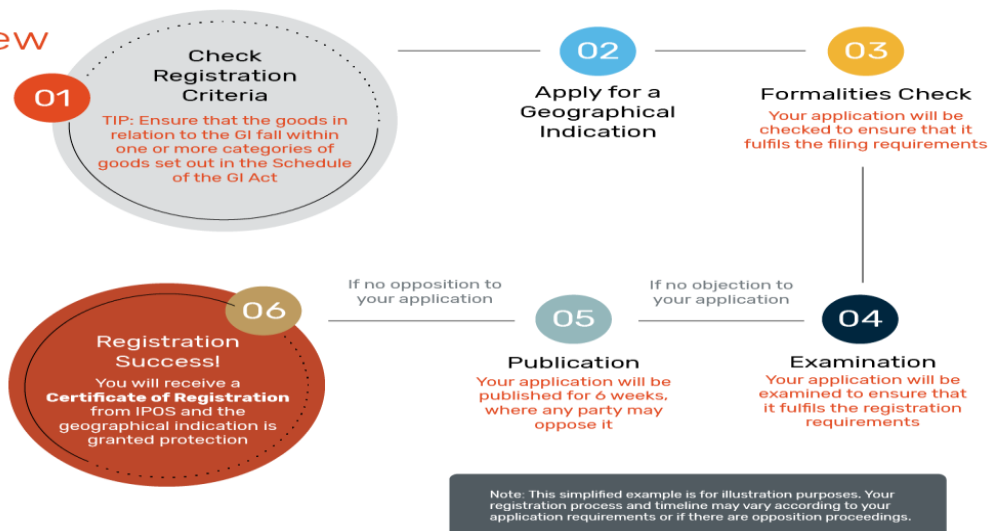 ew
01
Check
Registration
Criteria
TIP: Ensure that the goods in
relation to the GI fall within
one or more categories of
goods set out in the Schedule
of the GI Act
02
Apply for a
Geographical
Indication
03
Formalities Check
Your application will be
checked to ensure that it
fulfils the filing requirements
04
Examination
Your application will be
examined to ensure that
it fulfils the registration
requirements
If no objection to
your application
05
Publication
Your application will be
published for 6 weeks,
where any party may
oppose it
If no opposition to
your application
06
Registration
Success!
You will receive a
Certificate of Registration
from IPOS and the
geographical indication is
granted protection
Note: This simplified example is for illustration purposes. Your
registration process and timeline may vary according to your
application requirements or if there are opposition proceedings.